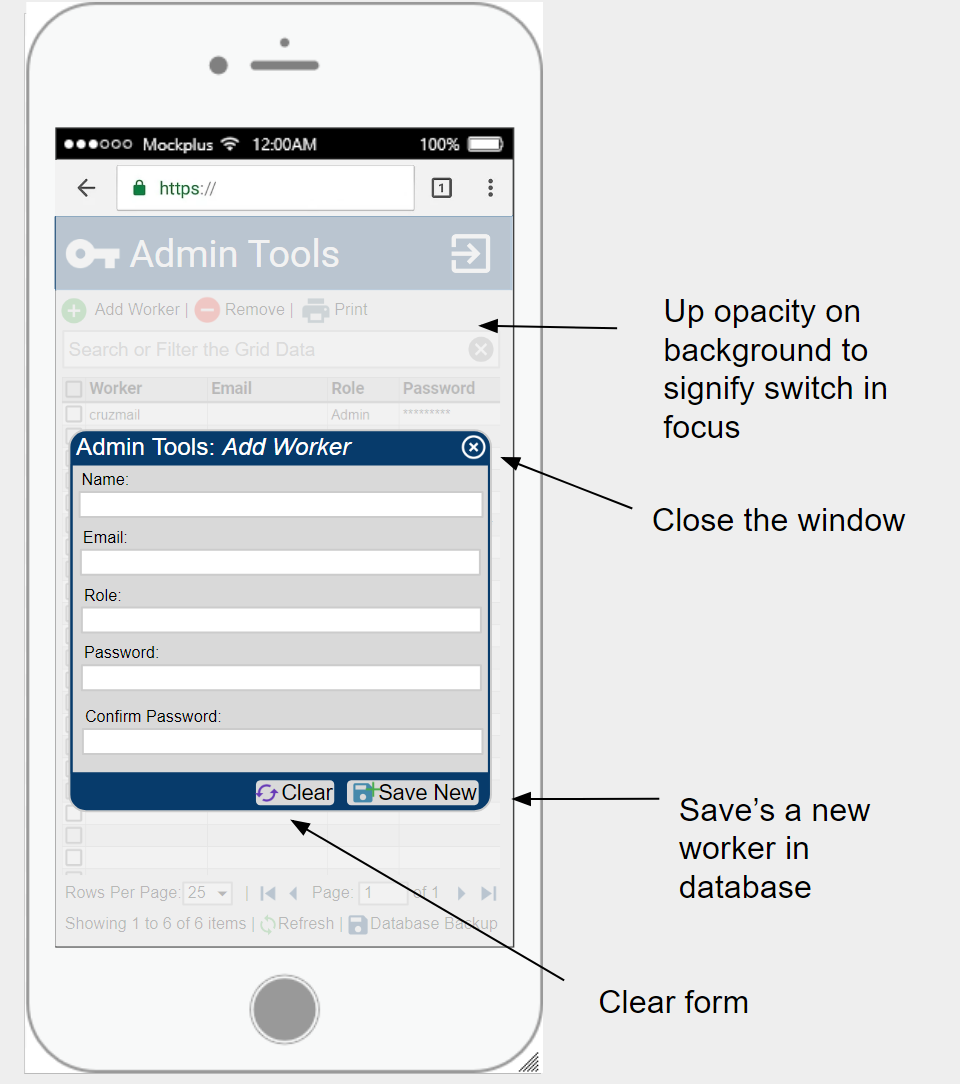 Mockplus 12:00AM 100%
https:// 1
Admin Tools
Add Worker | Remove | Print
Search or Filter the Grid Data
Worker Email Role Password
cruzmail Admin *********
Admin Tools: Add Worker
Name:
Email:
Role:
Password:
Confirm Password:
Clear Save New
Rows Per Page: 25 | Page: 1 of 1
Showing 1 to 6 of 6 items | Refresh | Database Backup
Up opacity on
background to
signify switch in
focus
Close the window
Save's a new
worker in
database
Clear form